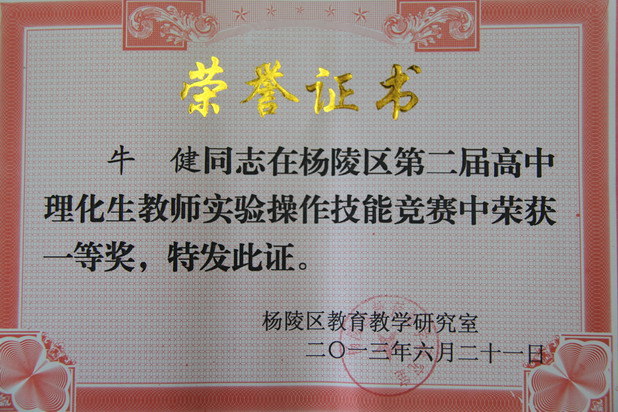 荣誉证书
牛 健同志在杨陵区第二届高中
理化生教师实验操作技能竞赛中荣获
一等奖，特发此证。
杨陵区教育教学研究室
二〇一三年六月二十一日